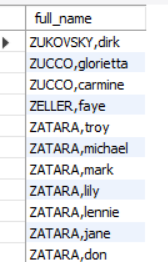 full_name
ZUKOVSKY,dirk
ZUCCO,glorietta
ZUCCO,carmine
ZELLER,faye
ZATARA,troy
ZATARA,michael
ZATARA,mark
ZATARA,lily
ZATARA,lennie
ZATARA,jane
ZATARA,don